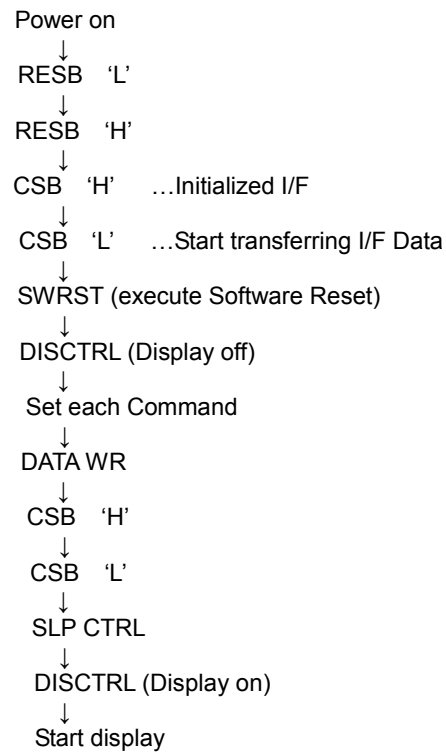 Power on
↓
RESB ‘L’
↓
RESB ‘H’
↓
CSB ‘H’ …Initialized I/F
↓
CSB ‘L’ …Start transferring I/F Data
↓
SWRST (execute Software Reset)
↓
DISCTRL (Display off)
↓
Set each Command
↓
DATA WR
↓
CSB ‘H’
↓
CSB ‘L’
↓
SLP CTRL
↓
DISCTRL (Display on)
↓
Start display